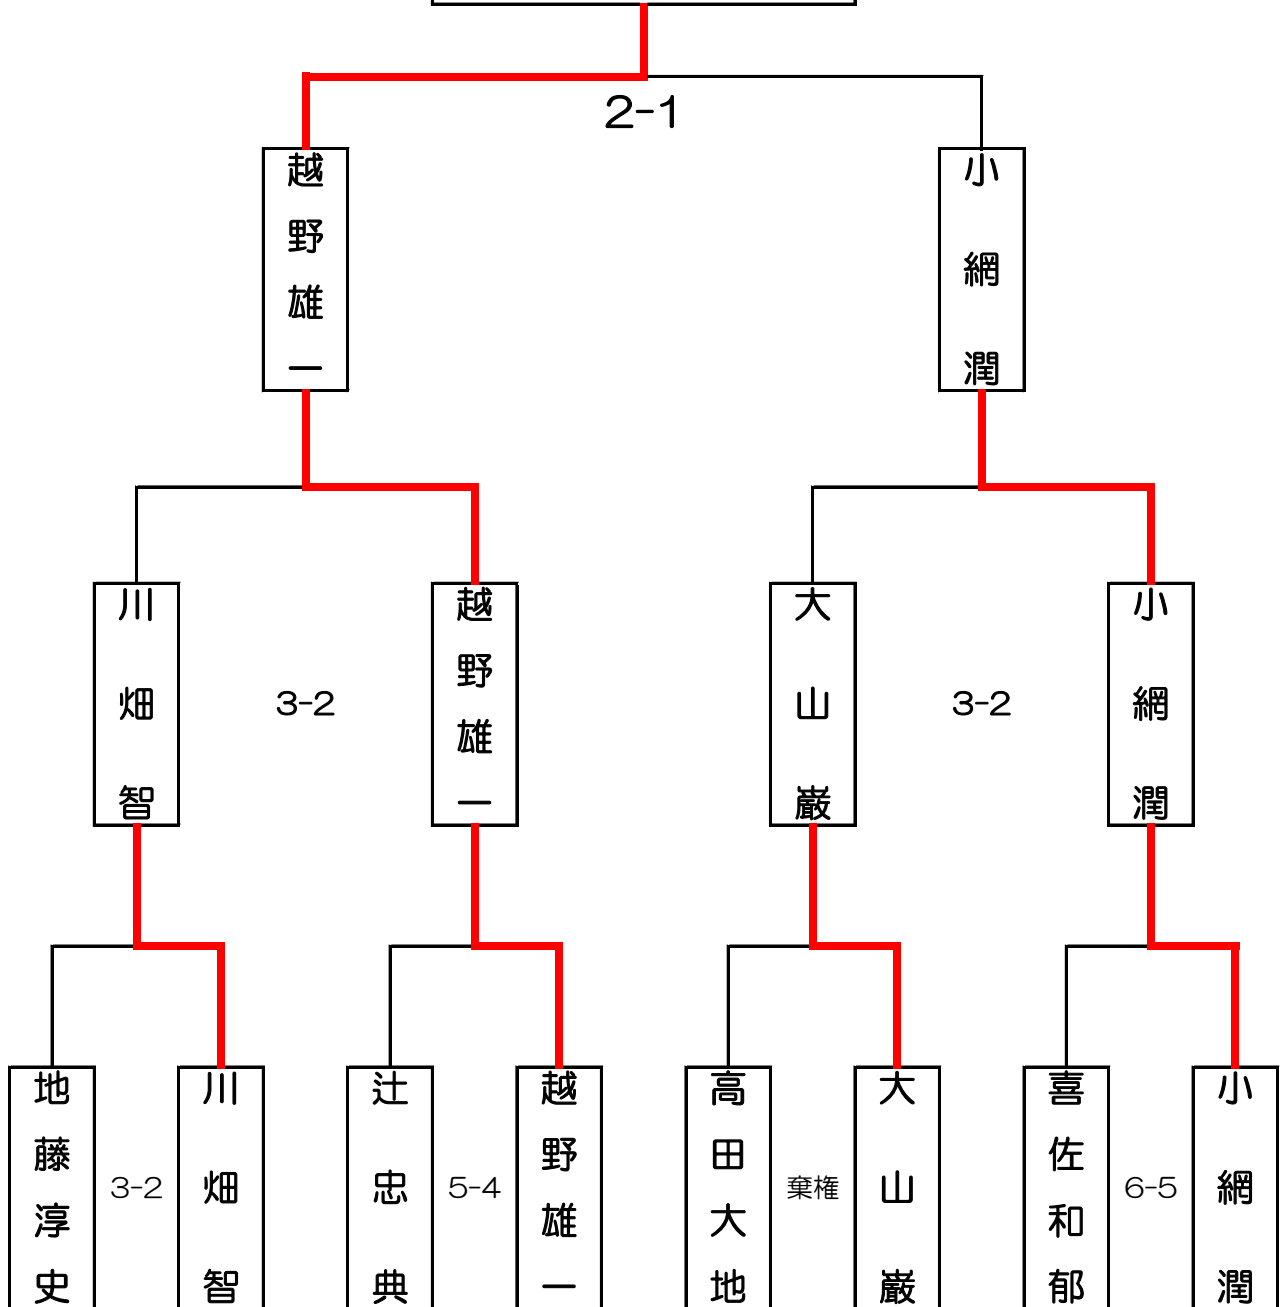 2-1
越野雄一
小網潤
川畑智
3-2
越野雄一
大山巌
3-2
小網潤
地藤淳史
3-2
川畑智
辻忠典
5-4
越野雄一
高田大地
棄権
大山巌
喜佐和郁
6-5
小網潤